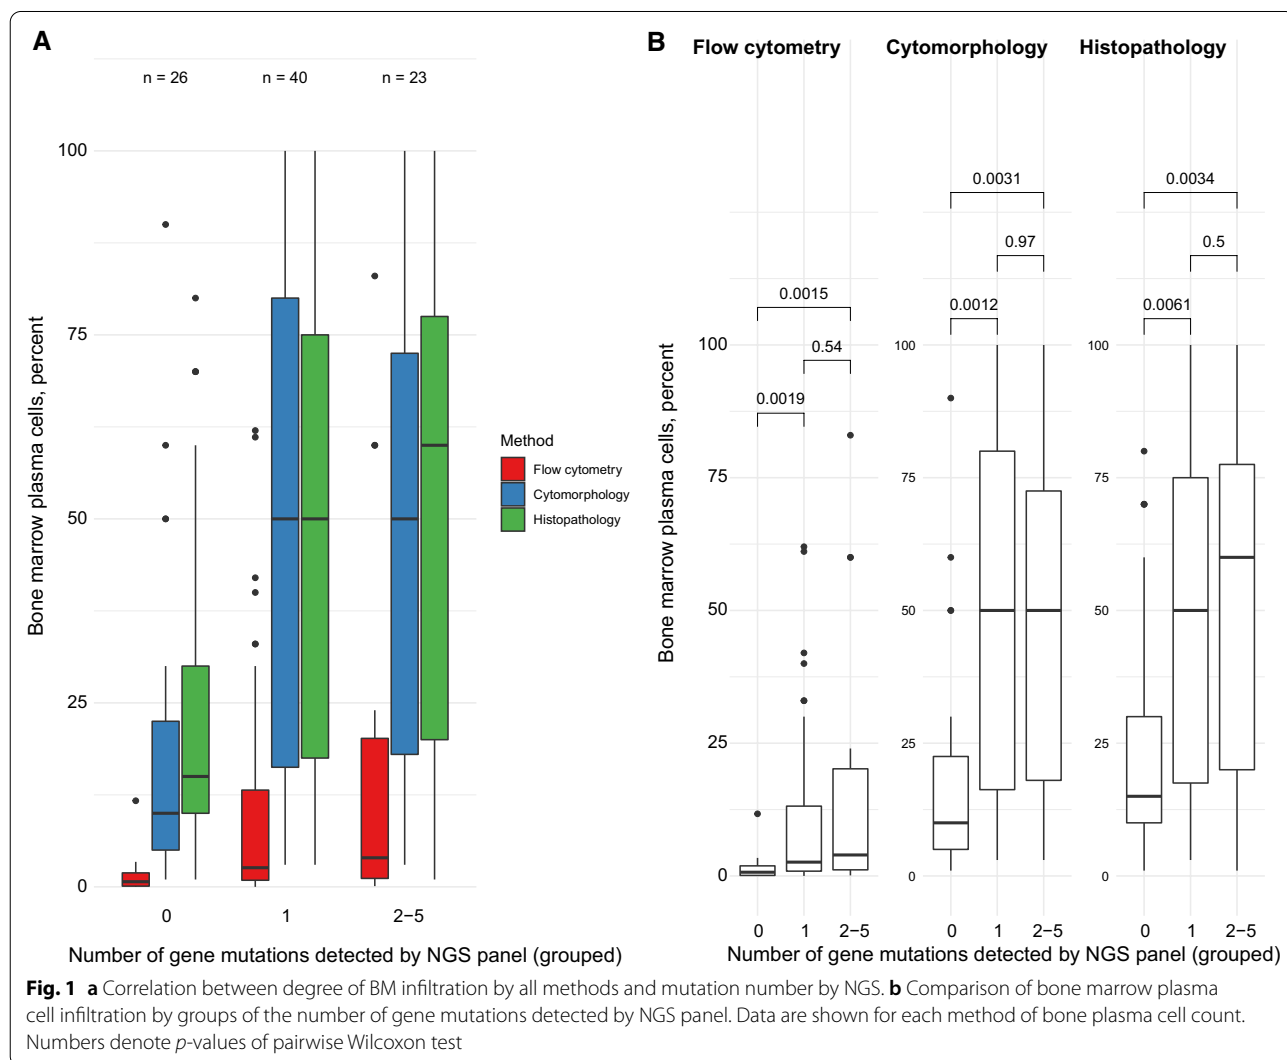 A
n = 26
n = 40
n = 23
100
75
50
25
0
Bone marrow plasma cells, percent
0
1
2−5
Number of gene mutations detected by NGS panel (grouped)
Method
Flow cytometry
Cytomorphology
Histopathology
B
Flow cytometry
Cytomorphology
Histopathology
Bone marrow plasma cells, percent
100
75
50
25
0
0.0015
0.54
0.0019
0
1
2−5
100
75
50
25
0
0.0031
0.97
0.0012
0
1
2−5
100
75
50
25
0
0.0034
0.5
0.0061
0
1
2−5
Number of gene mutations detected by NGS panel (grouped)
Fig. 1 a Correlation between degree of BM infiltration by all methods and mutation number by NGS. b Comparison of bone marrow plasma
cell infiltration by groups of the number of gene mutations detected by NGS panel. Data are shown for each method of bone plasma cell count.
Numbers denote p-values of pairwise Wilcoxon test